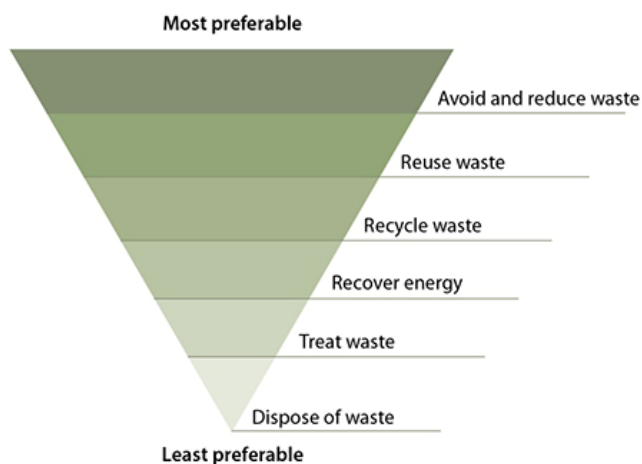 Most preferable
Avoid and reduce waste
Reuse waste
Recycle waste
Recover energy
Treat waste
Dispose of waste
Least preferable